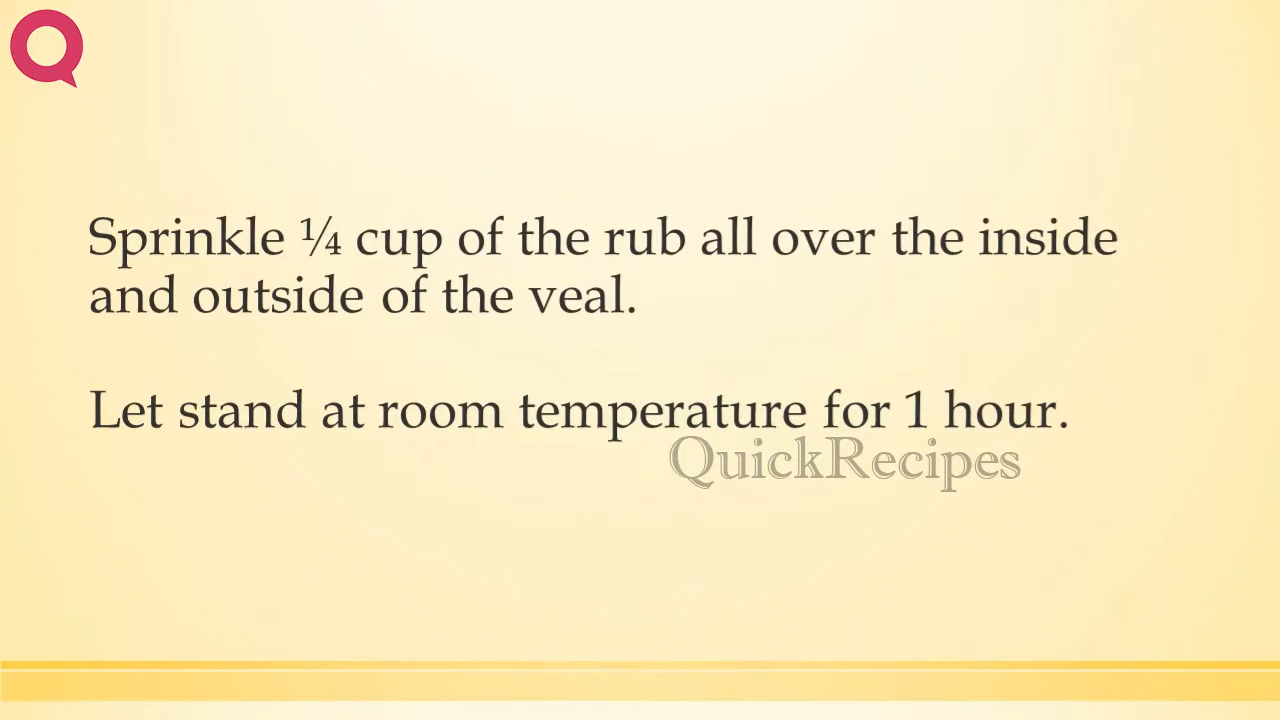 Sprinkle ¼ cup of the rub all over the inside
and outside of the veal.
Let stand at room temperature for 1 hour.
QuickRecipes